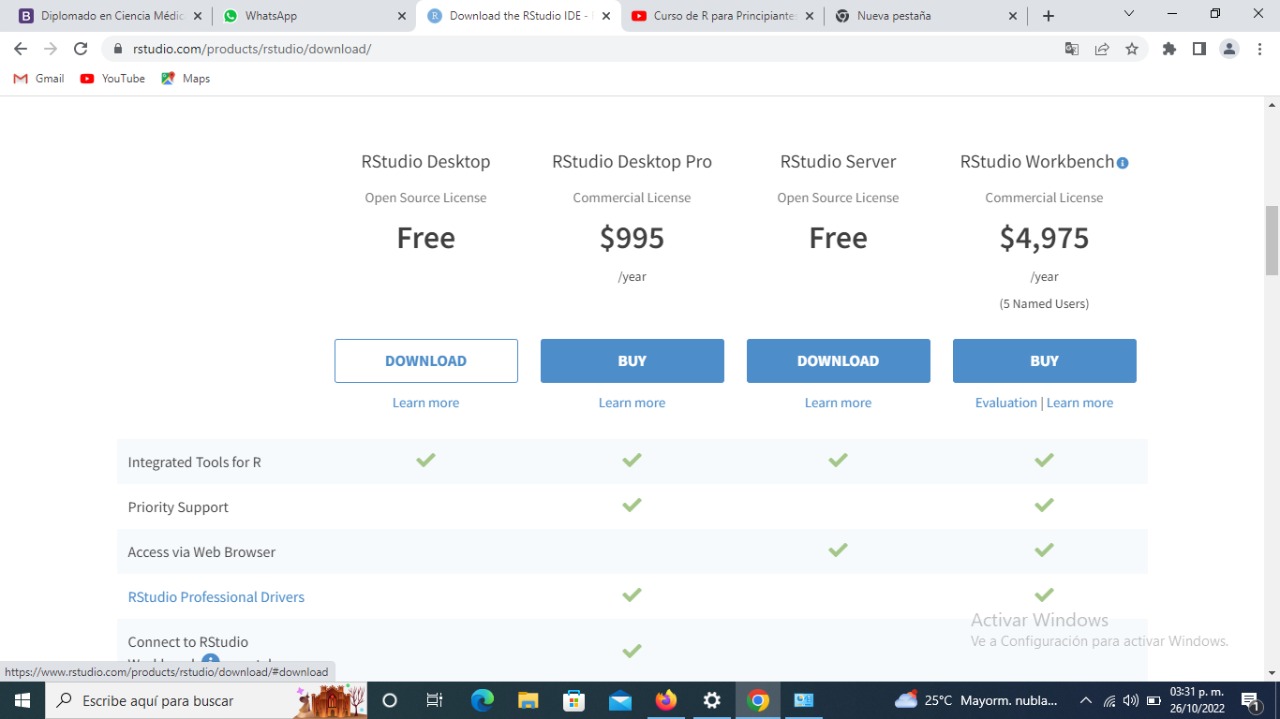 Diplomado en Ciencia Médic
WhatsApp
Download the RStudio IDE -
Curso de R para Principiante
Nueva pestaña
rstudio.com/products/rstudio/download/
Gmail
YouTube
Maps
RStudio Desktop
RStudio Desktop Pro
RStudio Server
RStudio Workbench
Open Source License
Commercial License
Open Source License
Commercial License
Free
$995
Free
$4,975
/year
/year
(5 Named Users)
DOWNLOAD
BUY
DOWNLOAD
BUY
Learn more
Learn more
Learn more
Evaluation | Learn more
Integrated Tools for R
Priority Support
Access via Web Browser
RStudio Professional Drivers
Connect to RStudio
Activar Windows
Ve a Configuración para activar Windows.
https://www.rstudio.com/products/rstudio/download/#download
Escribe aquí para buscar
25°C Mayorm. nubla...
03:31 p. m.
26/10/2022
1